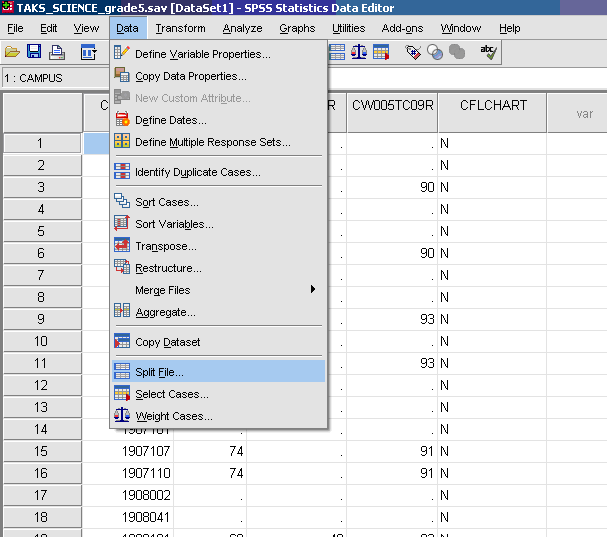 TAKS_SCIENCE_grade5.sav [DataSet1] - SPSS Statistics Data Editor
File Edit View Data Transform Analyze Graphs Utilities Add-ons Window Help
1 : CAMPUS
C R CW005TC09R CFLCHART var
Define Variable Properties...
Copy Data Properties...
New Custom Attribute...
Define Dates...
Define Multiple Response Sets...
Identify Duplicate Cases...
Sort Cases...
Sort Variables...
Transpose...
Restructure...
Merge Files
Aggregate...
Copy Dataset
Split File...
Select Cases...
Weight Cases...
1 . . N
2 . . N
3 . 90 N
4 . . N
5 . . N
6 . 90 N
7 . . N
8 . . N
9 . 93 N
10 . . N
11 . 93 N
12 . . N
13 . . N
14 . . . N
15 1907107 74 . 91 N
16 1907110 74 . 91 N
17 1908002 . . . N
18 1908041 . . . N